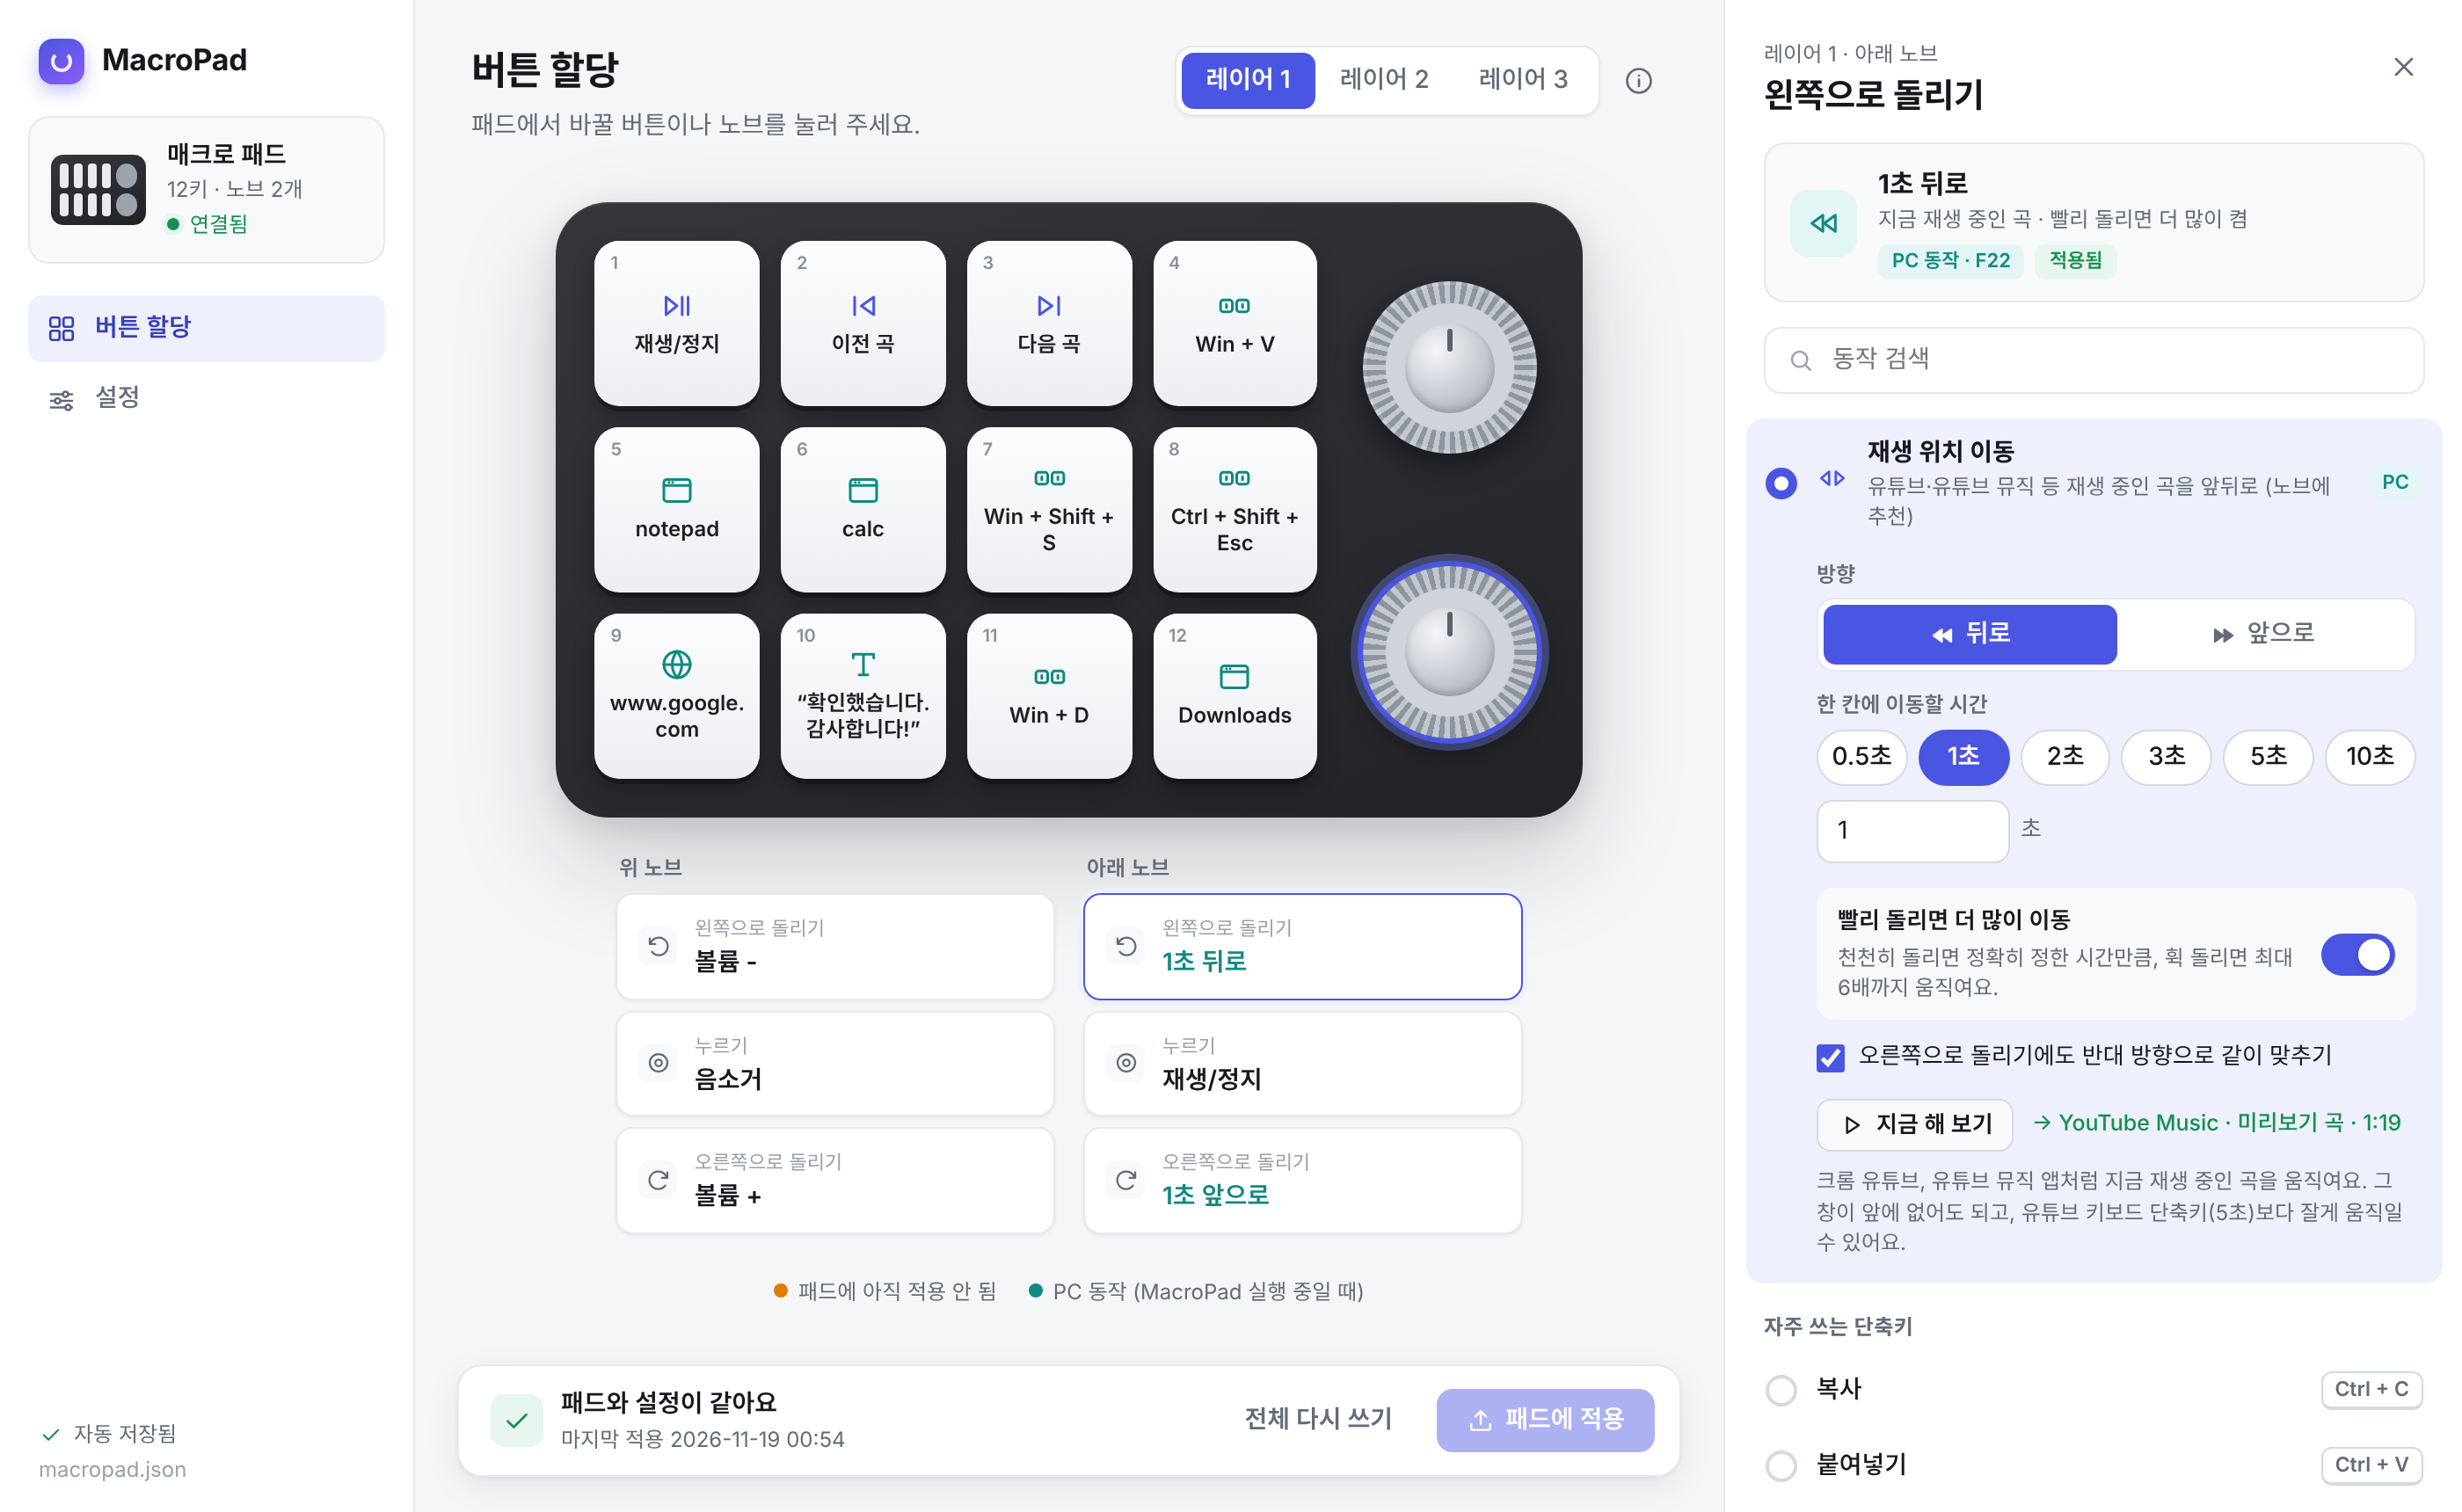 MacroPad
매크로 패드
12키 · 노브 2개
연결됨
버튼 할당
설정
자동 저장됨
macropad.json
버튼 할당
패드에서 바꿀 버튼이나 노브를 눌러 주세요.
레이어 1
레이어 2
레이어 3
1
재생/정지
2
이전 곡
3
다음 곡
4
Win + V
5
notepad
6
calc
7
Win + Shift +
S
8
Ctrl + Shift +
Esc
9
www.google.
com
10
“확인했습니다.
감사합니다!”
11
Win + D
12
Downloads
위 노브
왼쪽으로 돌리기
볼륨 -
누르기
음소거
오른쪽으로 돌리기
볼륨 +
아래 노브
왼쪽으로 돌리기
1초 뒤로
누르기
재생/정지
오른쪽으로 돌리기
1초 앞으로
패드에 아직 적용 안 됨
PC 동작 (MacroPad 실행 중일 때)
패드와 설정이 같아요
마지막 적용 2026-11-19 00:54
전체 다시 쓰기
패드에 적용
레이어 1 · 아래 노브
왼쪽으로 돌리기
1초 뒤로
지금 재생 중인 곡 · 빨리 돌리면 더 많이 켬
PC 동작 · F22
적용됨
동작 검색
재생 위치 이동
유튜브·유튜브 뮤직 등 재생 중인 곡을 앞뒤로 (노브에
추천)
PC
방향
뒤로
앞으로
한 칸에 이동할 시간
0.5초
1초
2초
3초
5초
10초
1
초
빨리 돌리면 더 많이 이동
천천히 돌리면 정확히 정한 시간만큼, 휙 돌리면 최대
6배까지 움직여요.
오른쪽으로 돌리기에도 반대 방향으로 같이 맞추기
지금 해 보기
→ YouTube Music · 미리보기 곡 · 1:19
크롬 유튜브, 유튜브 뮤직 앱처럼 지금 재생 중인 곡을 움직여요. 그
창이 앞에 없어도 되고, 유튜브 키보드 단축키(5초)보다 잘게 움직일
수 있어요.
자주 쓰는 단축키
복사
Ctrl + C
붙여넣기
Ctrl + V